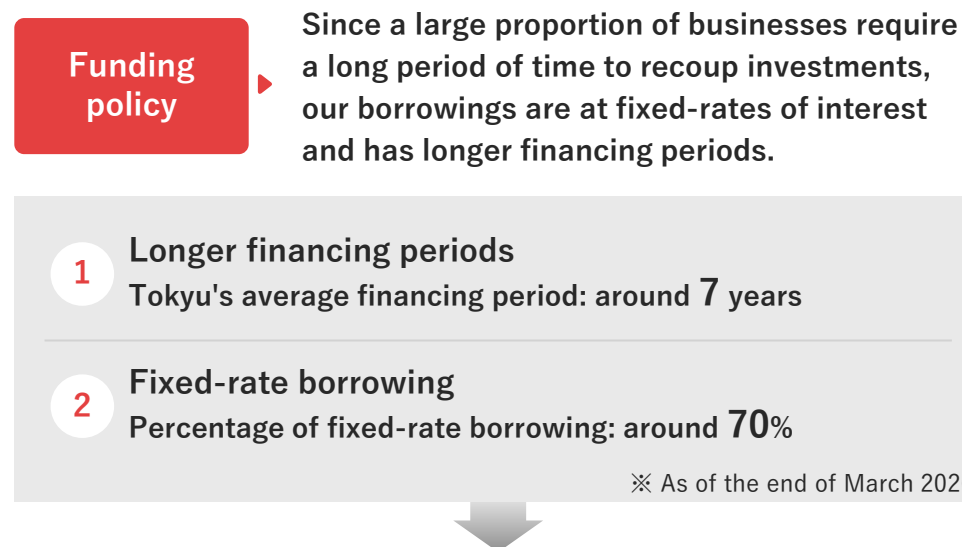 Funding
policy
Since a large proportion of businesses require
a long period of time to recoup investments,
our borrowings are at fixed-rates of interest
and has longer financing periods.
1
Longer financing periods
Tokyu's average financing period: around 7 years
2
Fixed-rate borrowing
Percentage of fixed-rate borrowing: around 70%
※ As of the end of March 202